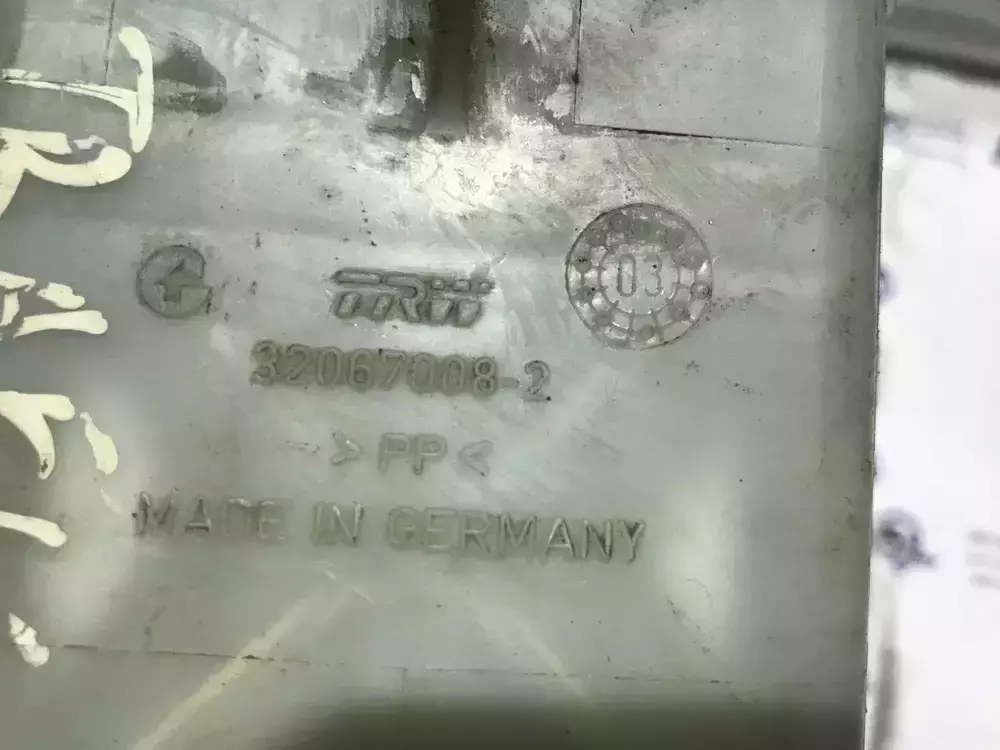 TRW
03
32067008-2
> PP <
MADE IN GERMANY